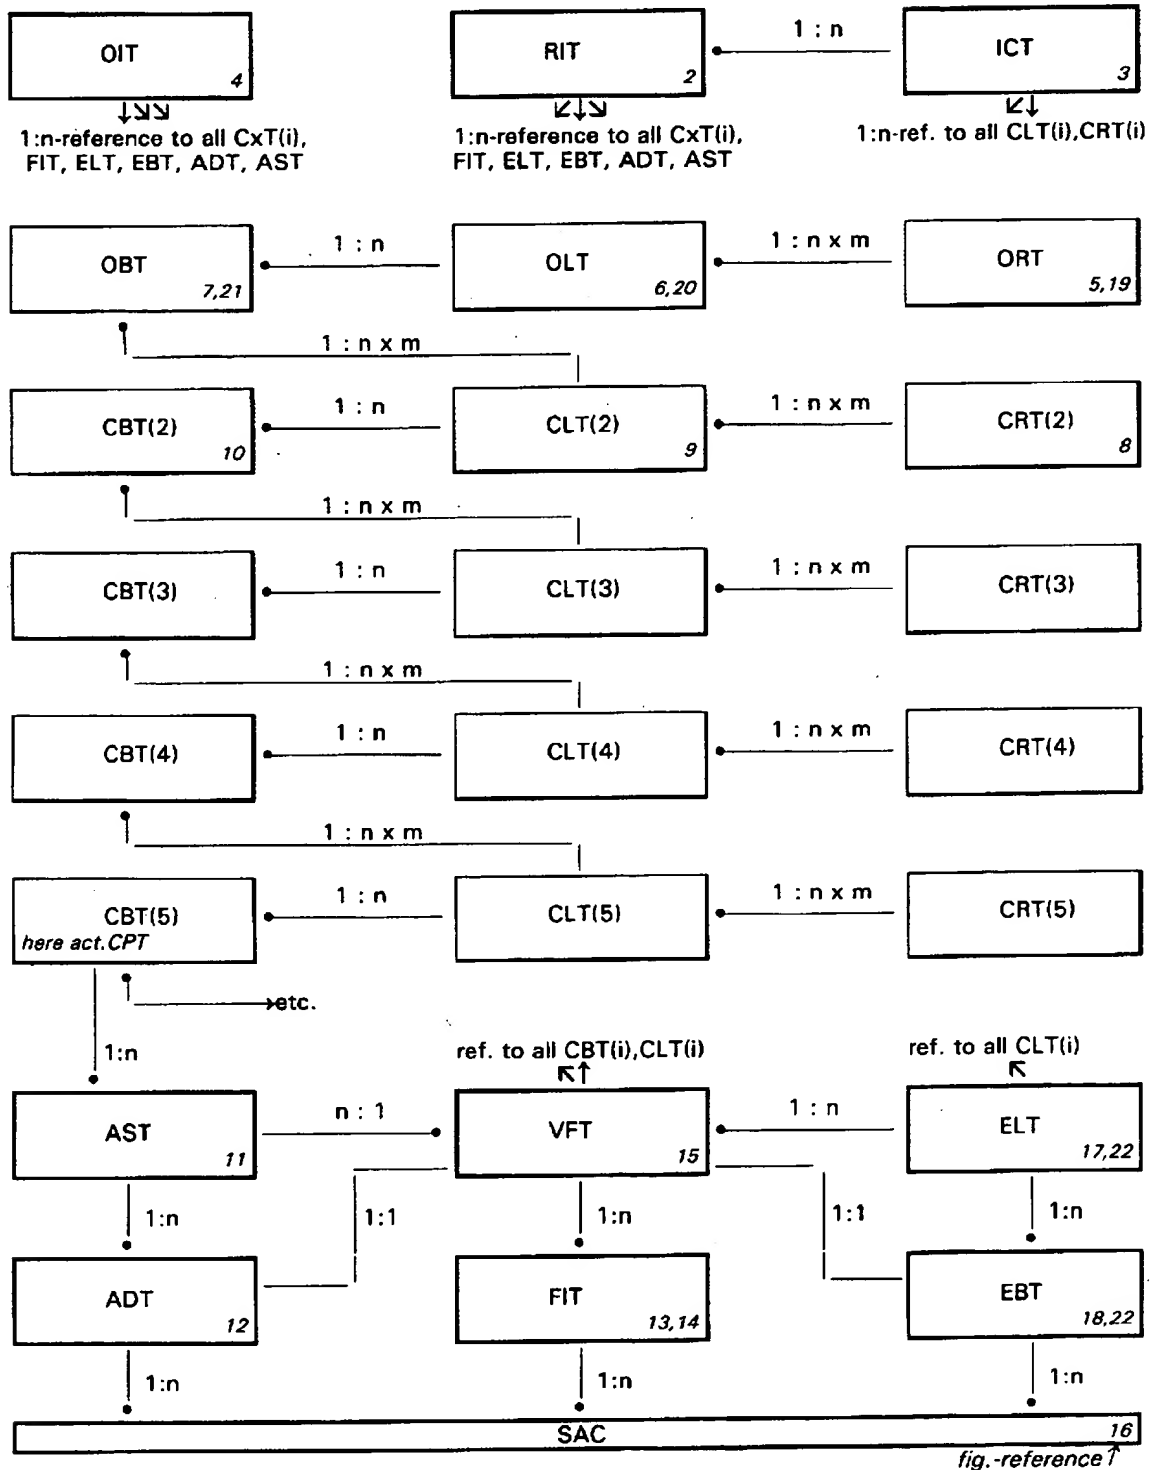 1 : n
OIT
4
RIT
2
ICT
3
1:n-reference to all CxT(i),
FIT, ELT, EBT, ADT, AST
1:n-reference to all CxT(i),
FIT, ELT, EBT, ADT, AST
1:n-ref. to all CLT(i),CRT(i)
OBT
7,21
1 : n
OLT
6,20
1 : n x m
ORT
5,19
1 : n x m
CBT(2)
10
1 : n
CLT(2)
9
1 : n x m
CRT(2)
8
1 : n x m
CBT(3)
1 : n
CLT(3)
1 : n x m
CRT(3)
1 : n x m
CBT(4)
1 : n
CLT(4)
1 : n x m
CRT(4)
1 : n x m
CBT(5)
here act.CPT
1 : n
CLT(5)
1 : n x m
CRT(5)
etc.
1:n
ref. to all CBT(i),CLT(i)
ref. to all CLT(i)
AST
11
n : 1
VFT
15
1 : n
ELT
17,22
1:n
1:1
1:n
1:1
1:n
ADT
12
FIT
13,14
EBT
18,22
1:n
1:n
1:n
SAC
16
fig.-reference